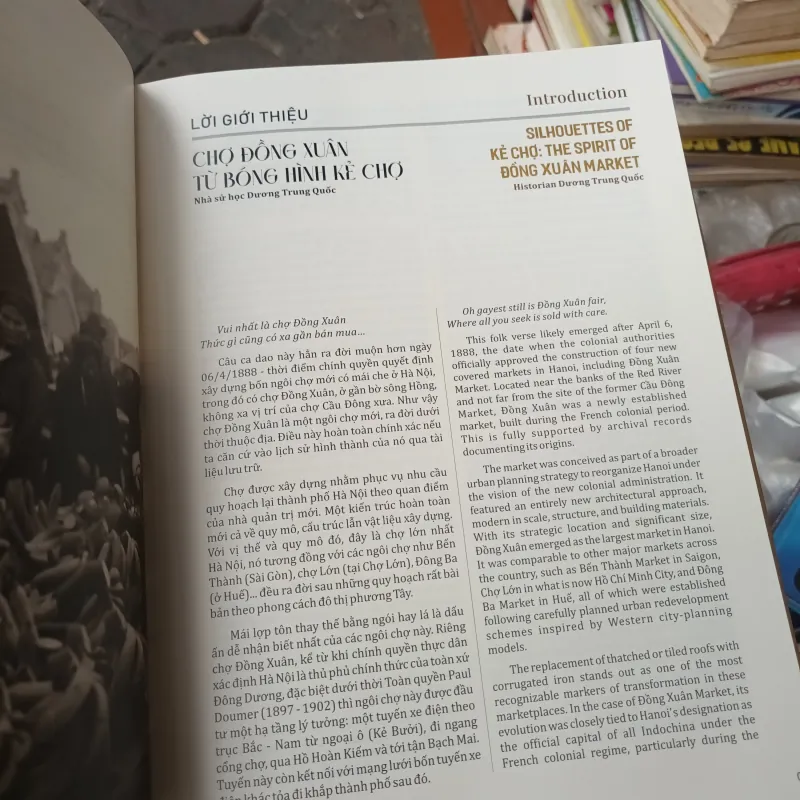 LỜI GIỚI THIỆU
CHỢ ĐỒNG XUÂN
TỪ BÓNG HÌNH KẺ CHỢ
Nhà sử học Dương Trung Quốc
Vui nhất là chợ Đồng Xuân
Thức gì cũng có xa gần bán mua...
Câu ca dao này hẳn ra đời muộn hơn ngày
06/4/1888 - thời điểm chính quyền quyết định
xây dựng bốn ngôi chợ mới có mái che ở Hà Nội,
trong đó có chợ Đồng Xuân, ở gần bờ sông Hồng,
không xa vị trí của chợ Cầu Đông xưa. Như vậy
chợ Đồng Xuân là một ngôi chợ mới, ra đời dưới
thời thuộc địa. Điều này hoàn toàn chính xác nếu
ta căn cứ vào lịch sử hình thành của nó qua tài
liệu lưu trữ.
Chợ được xây dựng nhằm phục vụ nhu cầu
quy hoạch lại thành phố Hà Nội theo quan điểm
của nhà quản trị mới. Một kiến trúc hoàn toàn
mới cả về quy mô, cấu trúc lẫn vật liệu xây dựng.
Với vị thế và quy mô đó, đây là chợ lớn nhất
Hà Nội, nó tương đồng với các ngôi chợ như Bến
Thành (Sài Gòn), chợ Lớn (tại Chợ Lớn), Đông Ba
(ở Huế)... đều ra đời sau những quy hoạch rất bài
bản theo phong cách đô thị phương Tây.
Mái lợp tôn thay thế bằng ngói hay lá là dấu
ấn dễ nhận biết nhất của các ngôi chợ này. Riêng
chợ Đồng Xuân, kể từ khi chính quyền thực dân
xác định Hà Nội là thủ phủ chính thức của toàn xứ
Đông Dương, đặc biệt dưới thời Toàn quyền Paul
Doumer (1897 - 1902) thì ngôi chợ này được đầu
tư một hạ tầng lý tưởng: một tuyến xe điện theo
trục Bắc - Nam từ ngoại ô (Kẻ Bưởi), đi ngang
cổng chợ, qua Hồ Hoàn Kiếm và tới tận Bạch Mai.
Tuyến này còn kết nối với mạng lưới bốn tuyến xe
điện khác tỏa đi khắp thành phố sau đó.
Introduction
SILHOUETTES OF
KẺ CHỢ: THE SPIRIT OF
ĐỒNG XUÂN MARKET
Historian Dương Trung Quốc
Oh gayest still is Đồng Xuân fair,
Where all you seek is sold with care.
This folk verse likely emerged after April 6,
1888, the date when the colonial authorities
officially approved the construction of four new
covered markets in Hanoi, including Đồng Xuân
Market. Located near the banks of the Red River
and not far from the site of the former Cầu Đông
Market, Đồng Xuân was a newly established
market, built during the French colonial period.
This is fully supported by archival records
documenting its origins.
The market was conceived as part of a broader
urban planning strategy to reorganize Hanoi under
the vision of the new colonial administration. It
featured an entirely new architectural approach,
modern in scale, structure, and building materials.
With its strategic location and significant size,
Đồng Xuân emerged as the largest market in Hanoi.
It was comparable to other major markets across
the country, such as Bến Thành Market in Saigon,
Chợ Lớn in what is now Hồ Chí Minh City, and Đông
Ba Market in Huế, all of which were established
following carefully planned urban redevelopment
schemes inspired by Western city-planning
models.
The replacement of thatched or tiled roofs with
corrugated iron stands out as one of the most
recognizable markers of transformation in these
marketplaces. In the case of Đồng Xuân Market, its
evolution was closely tied to Hanoi's designation as
the official capital of all Indochina under the
French colonial regime, particularly during the